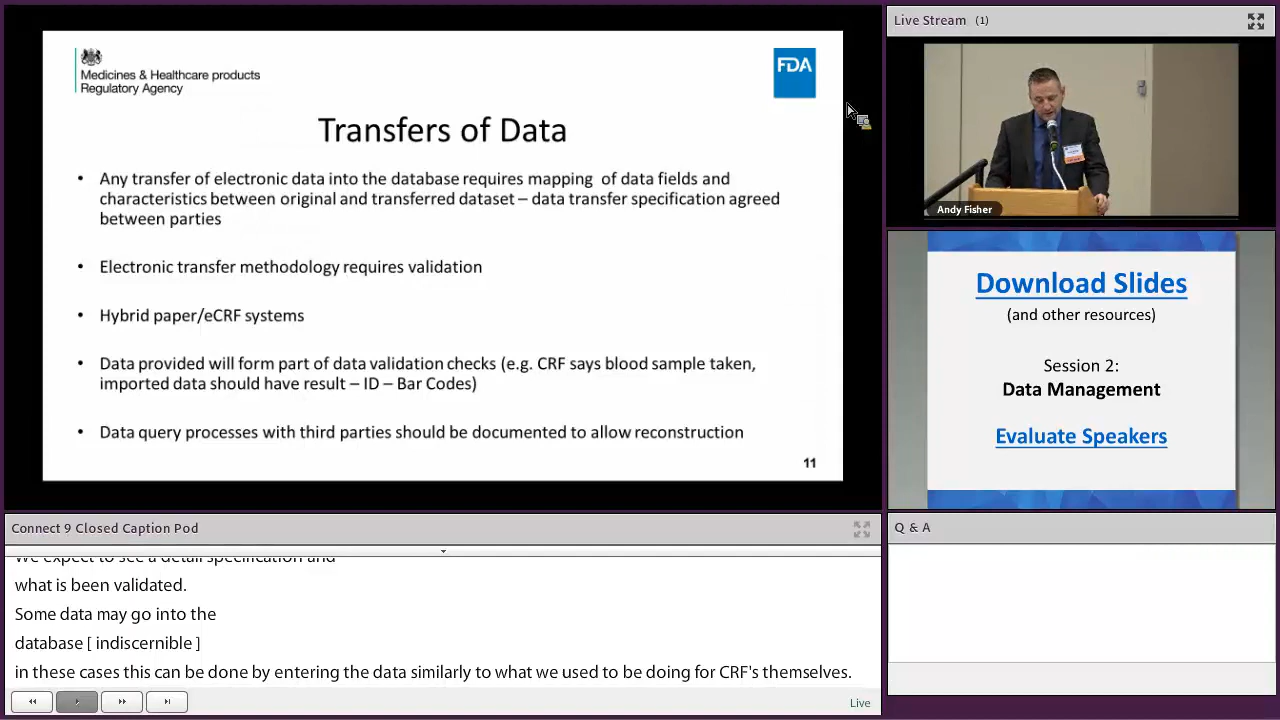 Medicines & Healthcare products
Regulatory Agency
FDA
Transfers of Data
• Any transfer of electronic data into the database requires mapping of data fields and
characteristics between original and transferred dataset – data transfer specification agreed
between parties
• Electronic transfer methodology requires validation
• Hybrid paper/eCRF systems
• Data provided will form part of data validation checks (e.g. CRF says blood sample taken,
imported data should have result – ID – Bar Codes)
• Data query processes with third parties should be documented to allow reconstruction
11
Live Stream (1)
Andy Fisher
Download Slides
(and other resources)
Session 2:
Data Management
Evaluate Speakers
Connect 9 Closed Caption Pod
We expect to see a detail specification and
what is been validated.
Some data may go into the
database [ indiscernible ]
in these cases this can be done by entering the data similarly to what we used to be doing for CRF's themselves.
Live
Q & A